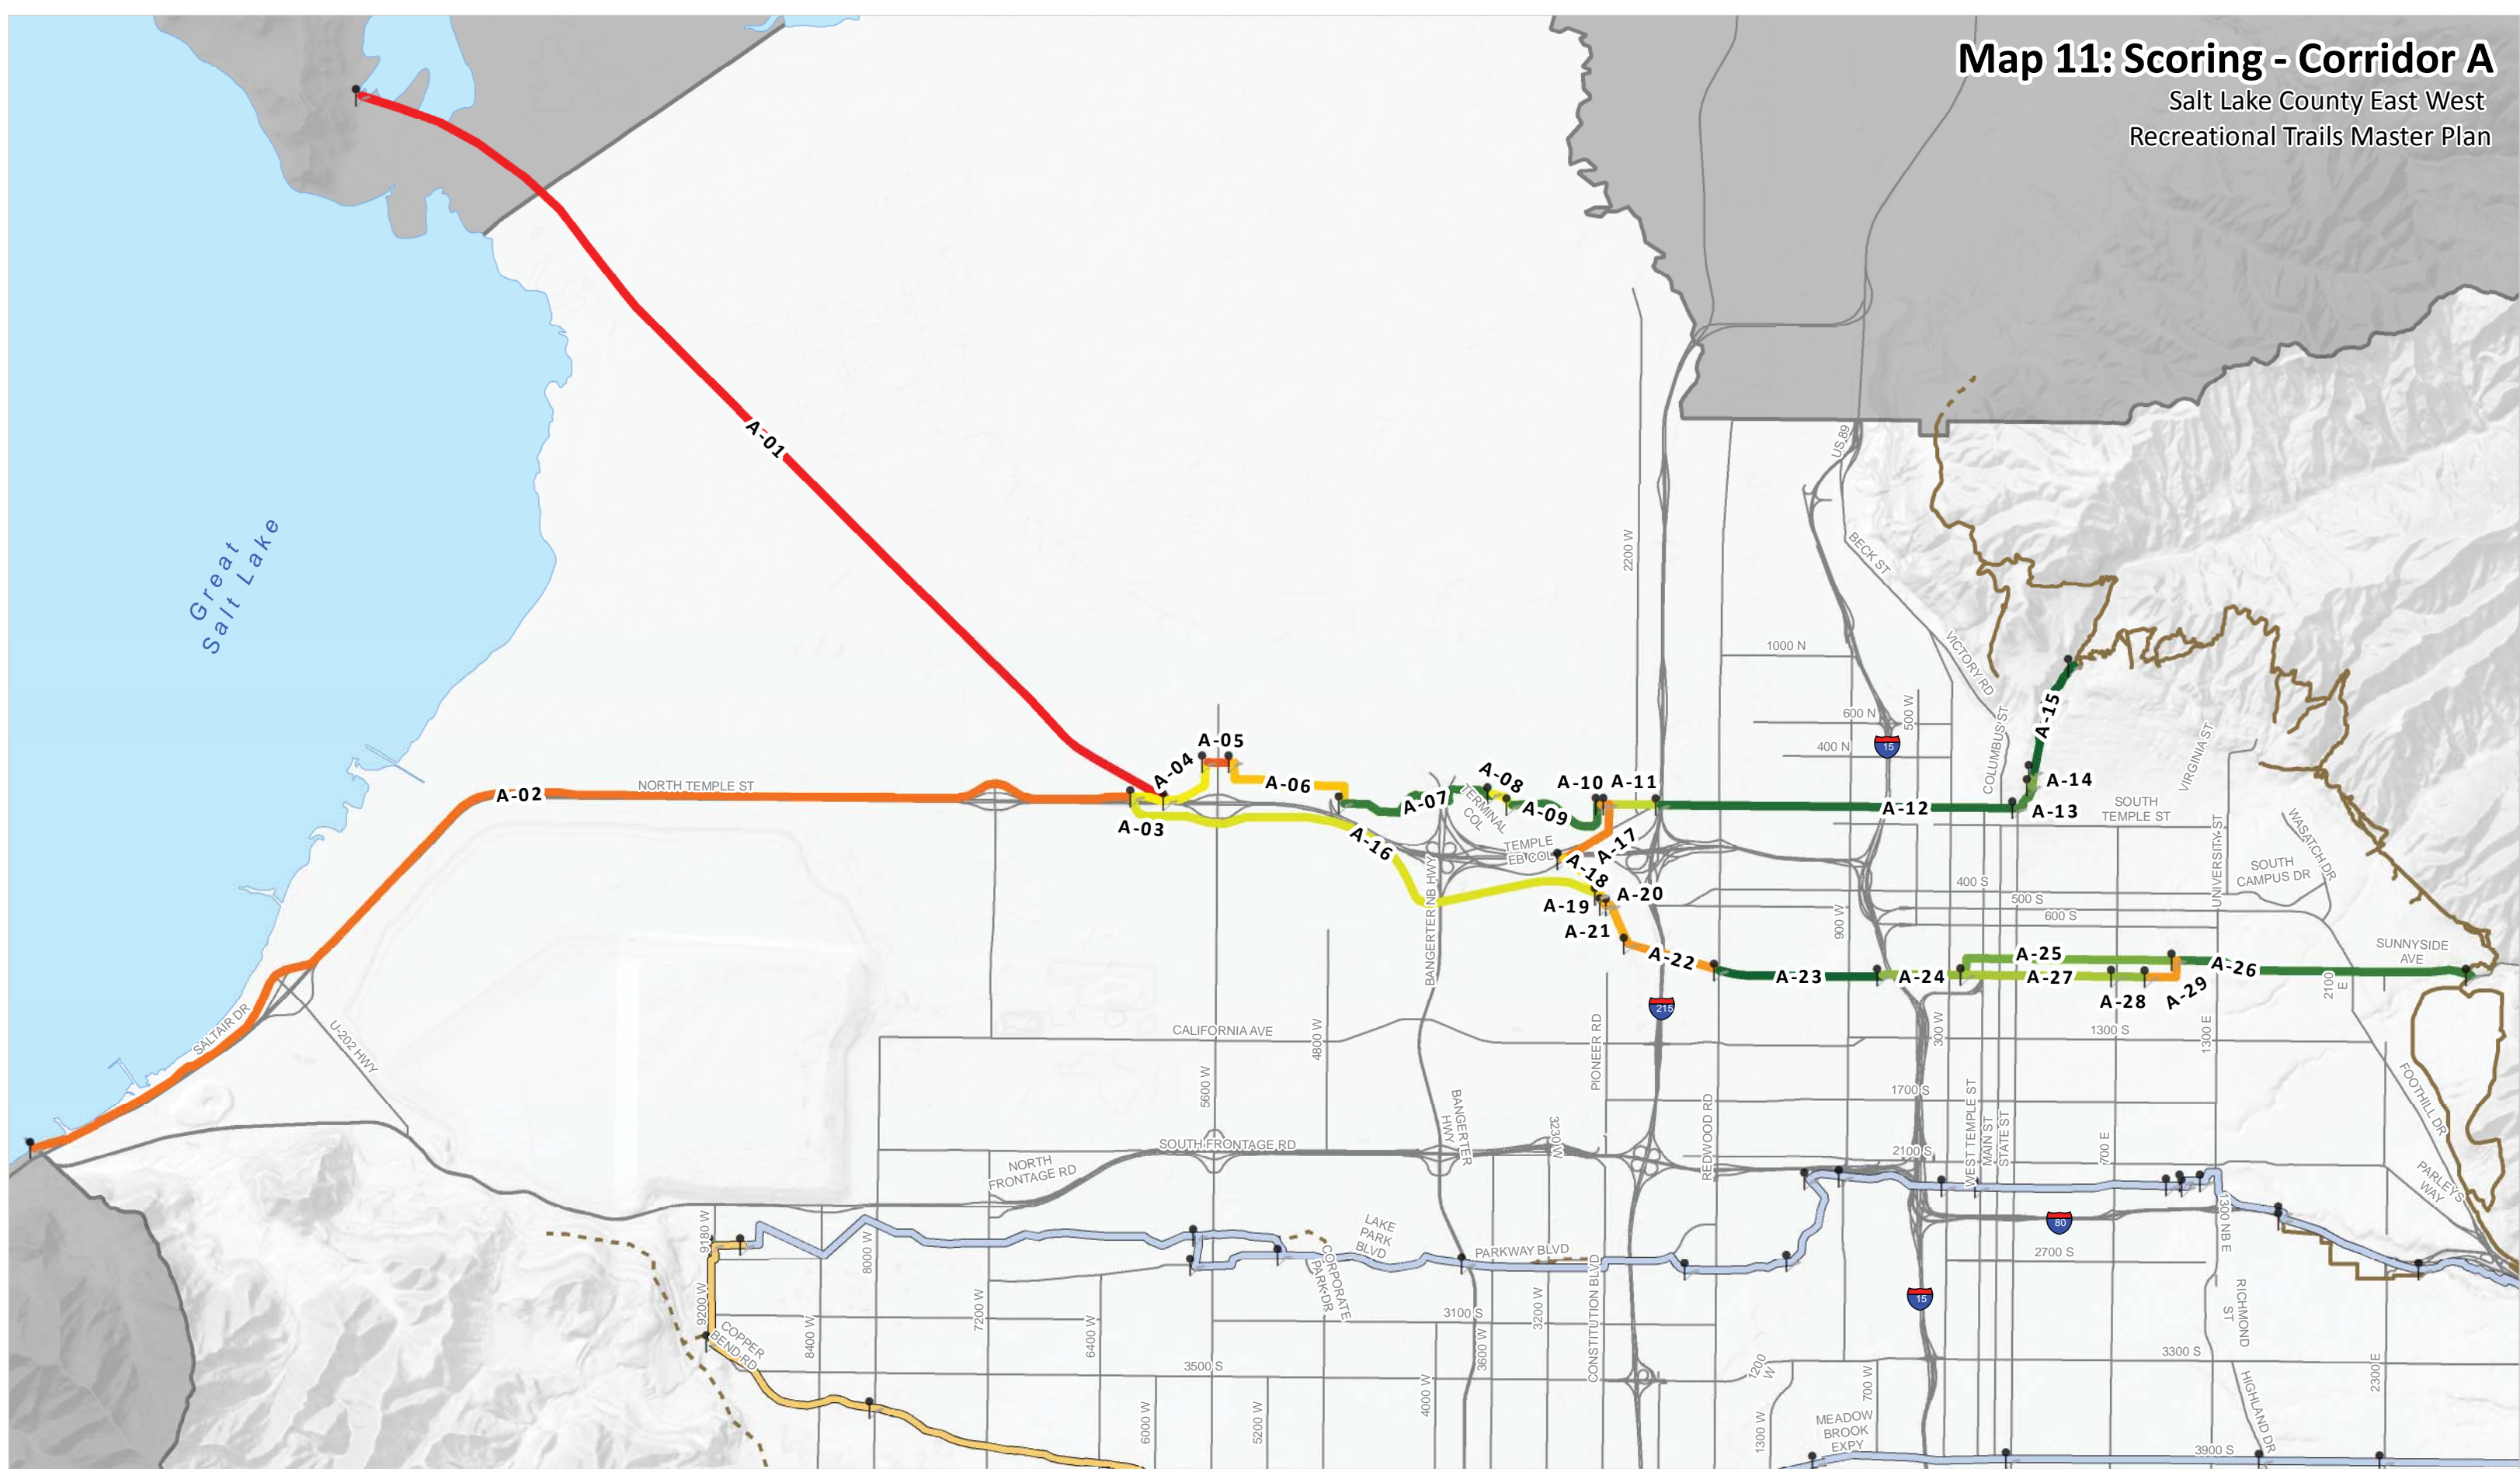 Map 11: Scoring - Corridor A
Salt Lake County East West
Recreational Trails Master Plan
Great
Salt Lake
A-01
A-02
NORTH TEMPLE ST
A-03
A-04
A-05
A-06
A-07
A-08
A-09
A-10
A-11
A-12
A-13
A-14
A-15
A-16
A-17
A-18
A-19
A-20
A-21
A-22
A-23
A-24
A-25
A-26
A-27
A-28
A-29
US 89
BECK ST
VICTORY RD
2200 W
1000 N
600 N
500 W
400 N
15
COLUMBUS ST
VIRGINIA ST
SOUTH
TEMPLE ST
UNIVERSITY ST
WASATCH DR
SOUTH
CAMPUS DR
TERMINAL
COL
TEMPLE
EB COL
BANGERTER NB HWY
400 S
500 S
600 S
900 W
SUNNYSIDE
AVE
2100
E
215
SALTAIR DR
U-202 HWY
CALIFORNIA AVE
4800 W
5600 W
PIONEER RD
300 W
1300 S
1300 E
1700 S
REDWOOD RD
WEST TEMPLE ST
MAIN ST
STATE ST
700 E
FOOTHILL DR
PARLEYS
WAY
BANGERTER
HWY
3230 W
SOUTH FRONTAGE RD
NORTH
FRONTAGE RD
2100 S
1300 NB E
80
2700 S
9180 W
9200 W
8000 W
LAKE
PARK
BLVD
PARKWAY BLVD
CORPORATE
PARK DR
CONSTITUTION BLVD
3100 S
3200 W
3600 W
7200 W
6400 W
8400 W
COPPER
BEND RD
3500 S
15
RICHMOND
ST
3300 S
1200
W
700 W
2300 E
HIGHLAND DR
4000 W
6000 W
5200 W
1300 W
MEADOW
BROOK
EXPY
3900 S